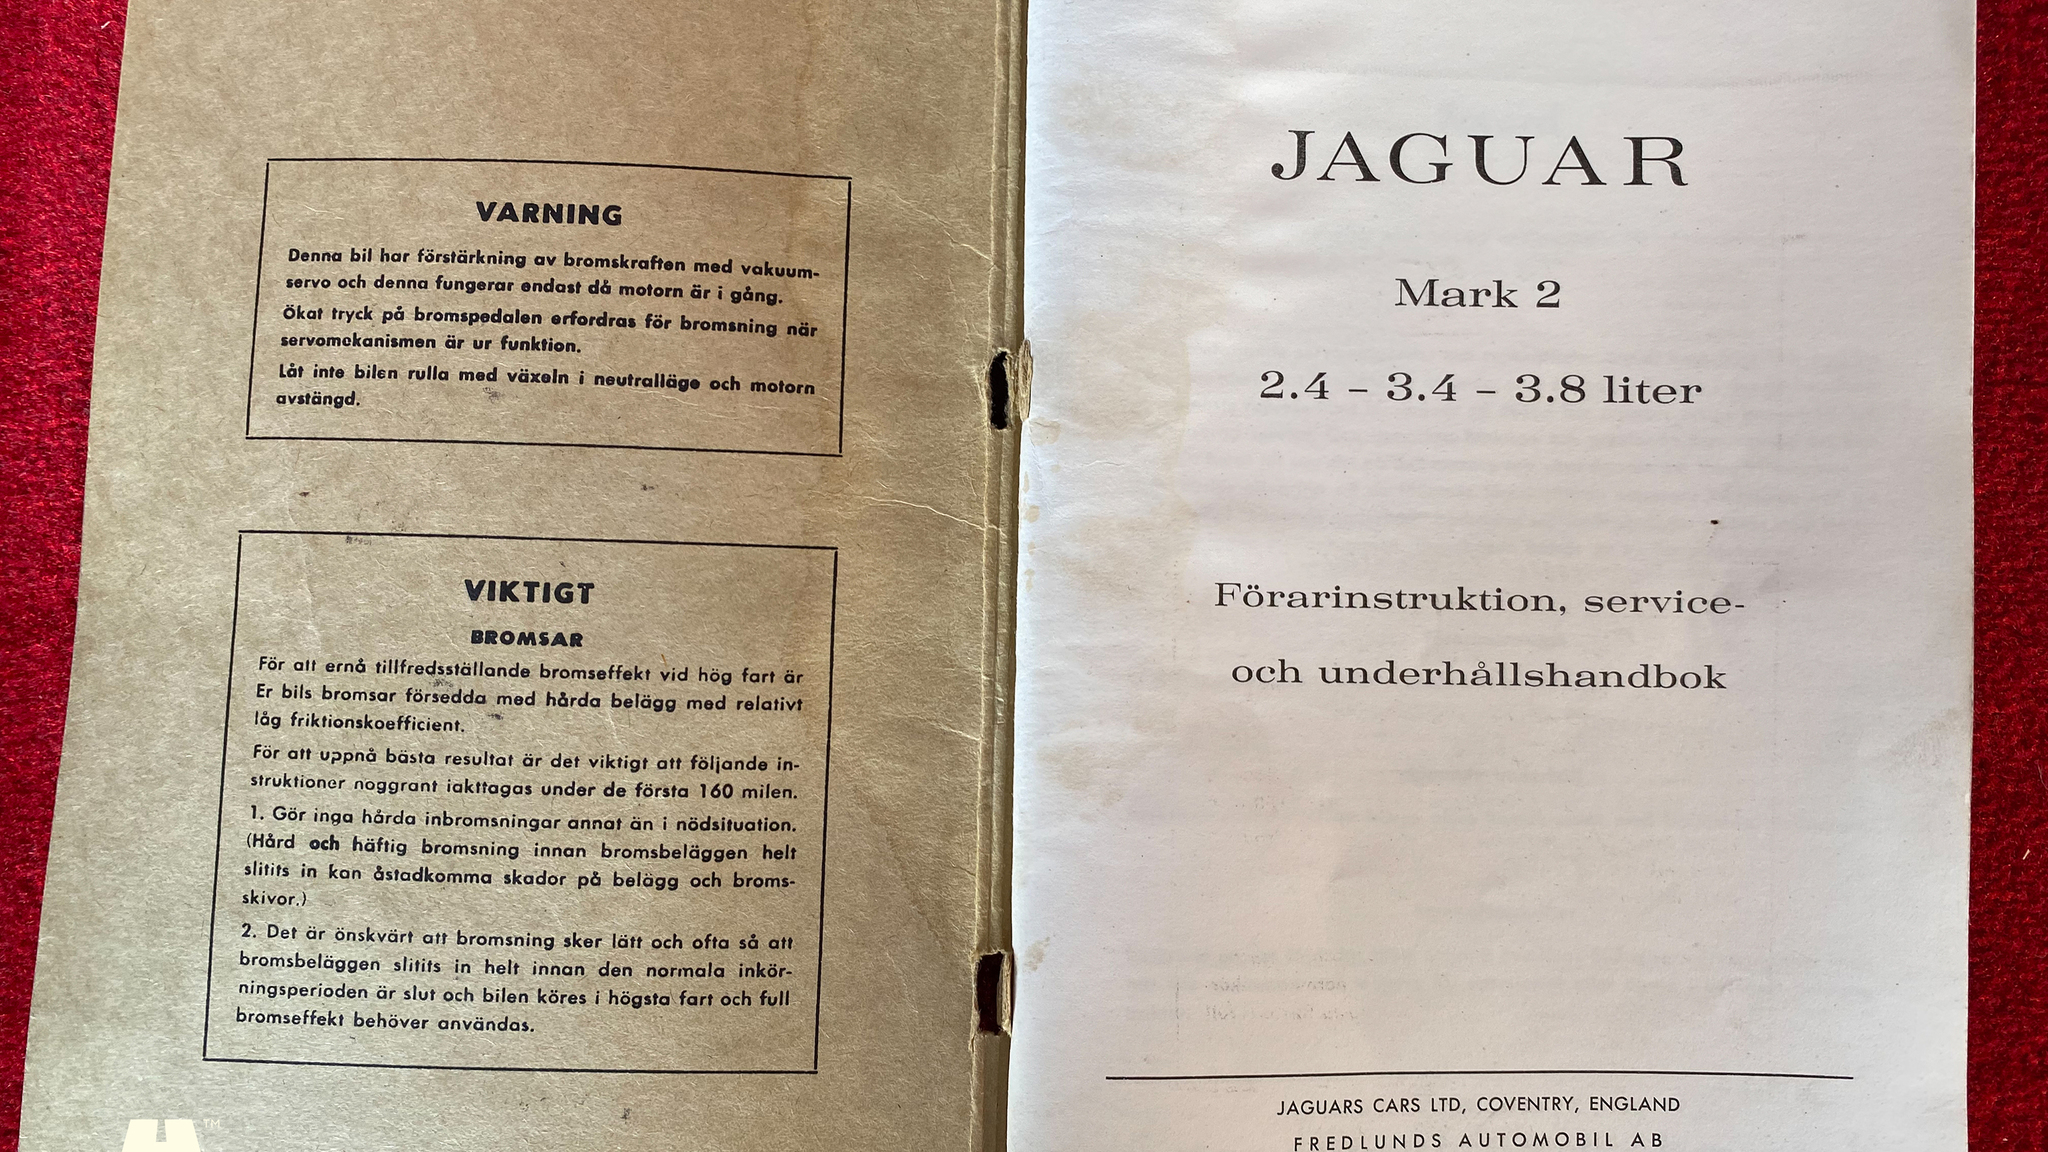 VARNING
Denna bil har förstärkning av bromskraften med vakuum-
servo och denna fungerar endast då motorn är i gång.
Ökat tryck på bromspedalen erfordras för bromsning när
servomekanismen är ur funktion.
Låt inte bilen rulla med växeln i neutralläge och motorn
avstängd.
VIKTIGT
BROMSAR
För att ernå tillfredsställande bromseffekt vid hög fart är
Er bils bromsar försedda med hårda belägg med relativt
låg friktionskoefficient.
För att uppnå bästa resultat är det viktigt att följande in-
struktioner noggrant iakttagas under de första 160 milen.
1. Gör inga hårda inbromsningar annat än i nödsituation.
(Hård och häftig bromsning innan bromsbeläggen helt
slitits in kan åstadkomma skador på belägg och broms-
skivor.)
2. Det är önskvärt att bromsning sker lätt och ofta så att
bromsbeläggen slitits in helt innan den normala inkör-
ningsperioden är slut och bilen köres i högsta fart och full
bromseffekt behöver användas.
TM
JAGUAR
Mark 2
2.4 – 3.4 – 3.8 liter
Förarinstruktion, service-
och underhållshandbok
JAGUARS CARS LTD, COVENTRY, ENGLAND
FREDLUNDS AUTOMOBIL AB